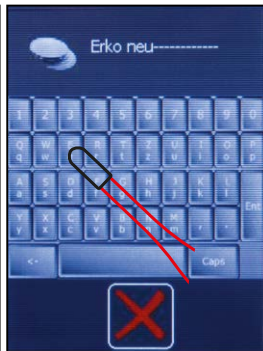 Erko neu------------
1 2 3 4 5 6 7 8 9 0
Q W R T Z U I O P
q w t z u i o p
A S D H J K L
a s d h j k l
Ent
Y X C V M
y x c v b n m , .
<- Caps